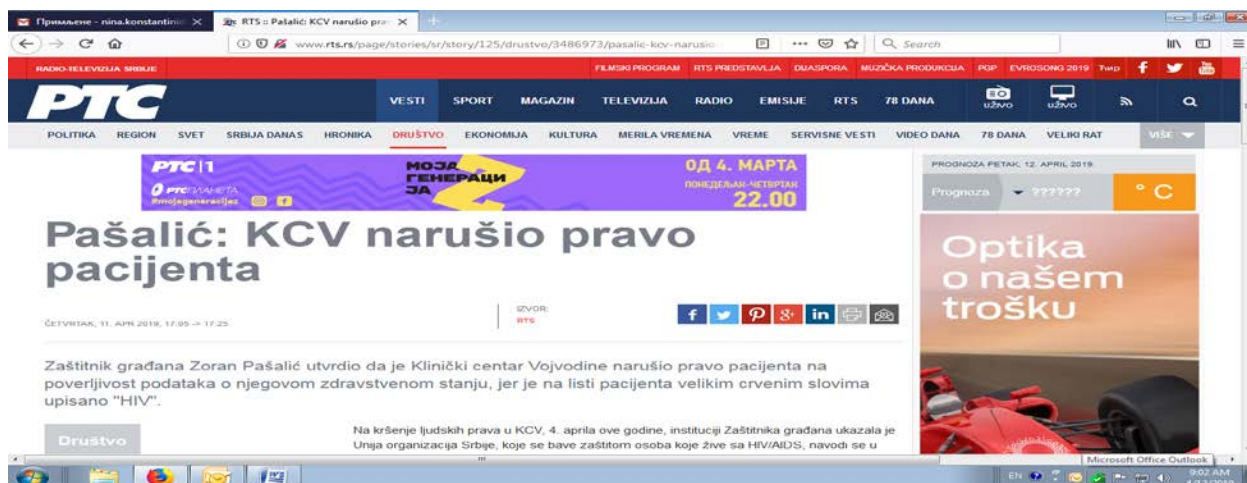 Примљене - nina.konstantini
RTS :: Pašalić: KCV narušio pra
www.rts.rs/page/stories/sr/story/125/drustvo/3486973/pasalic-kcv-narusio-
Search
RADIO-TELEVIZIJA SRBIJE
FILMSKI PROGRAM RTS PREDSTAVLJA DIJASPORA MUZIČKA PRODUKCIJA PGP EVROSONG 2019 Ћир
РТС
VESTI SPORT MAGAZIN TELEVIZIJA RADIO EMISIJE RTS 78 DANA uživo uživo
POLITIKA REGION SVET SRBIJA DANAS HRONIKA DRUŠTVO EKONOMIJA KULTURA MERILA VREMENA VREME SERVISNE VESTI VIDEO DANA 78 DANA VELIKI RAT VIŠE
РТС|1
РТС ПЛАНЕТА
#mojageneracijaz
МОЈА
ГЕНЕРАЦИ
ЈА
Z
ОД 4. МАРТА
ПОНЕДЕЉАК-ЧЕТВРТАК
22.00
PROGNOZA PETAK, 12. APRIL 2019.
Prognoza ?????? ° C
Pašalić: KCV narušio pravo
pacijenta
ČETVRTAK, 11. APR 2019, 17:05 -> 17:25
IZVOR:
RTS
Optika
o našem
trošku
Zaštitnik građana Zoran Pašalić utvrdio da je Klinički centar Vojvodine narušio pravo pacijenta na
poverljivost podataka o njegovom zdravstvenom stanju, jer je na listi pacijenta velikim crvenim slovima
upisano "HIV".
Društvo
Na kršenje ljudskih prava u KCV, 4. aprila ove godine, instituciji Zaštitnika građana ukazala je
Unija organizacija Srbije, koje se bave zaštitom osoba koje žive sa HIV/AIDS, navodi se u
Microsoft Office Outlook
EN
9:02 AM